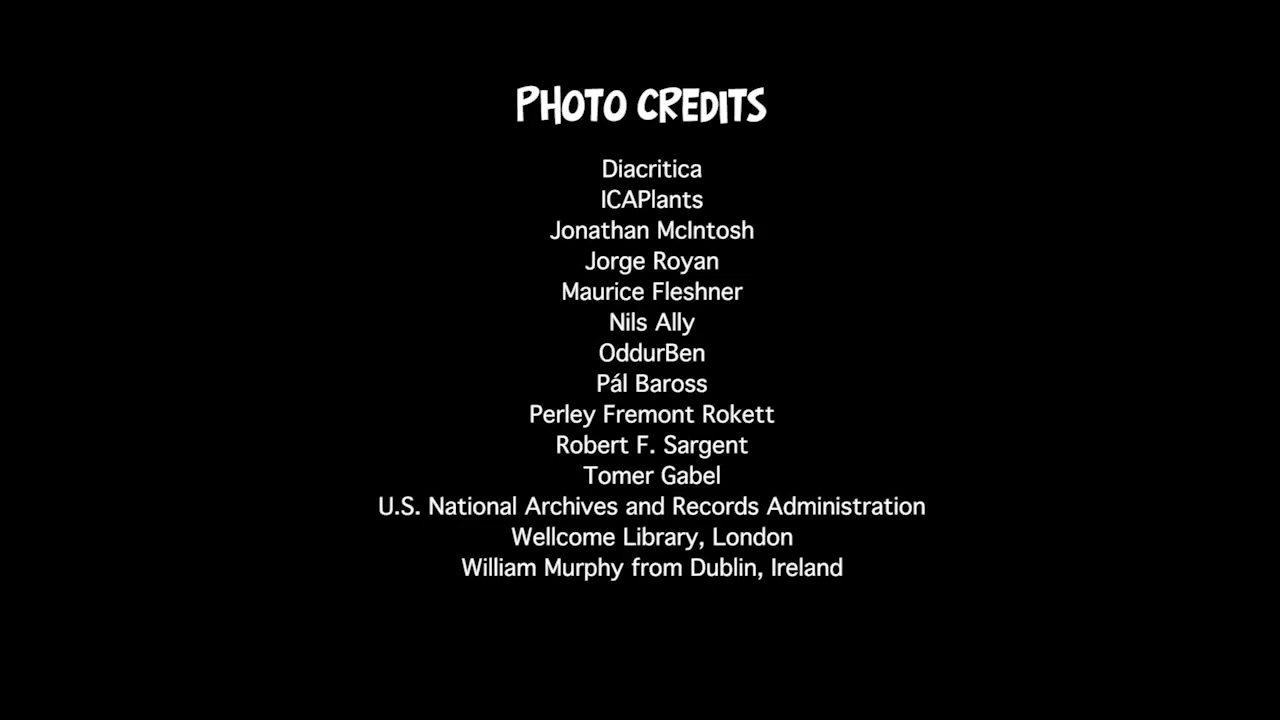 PHOTO CREDITS
Diacritica
ICAPlants
Jonathan McIntosh
Jorge Royan
Maurice Fleshner
Nils Ally
OddurBen
Pál Baross
Perley Fremont Rokett
Robert F. Sargent
Tomer Gabel
U.S. National Archives and Records Administration
Wellcome Library, London
William Murphy from Dublin, Ireland